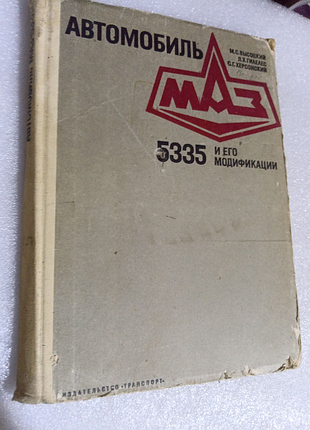 АВТОМОБИЛЬ
М.С. ВЫСОЦКИЙ
Л.Х. ГИЛЕЛЕС
С.Г. ХЕРСОНСКИЙ
МАЗ
5335 И ЕГО
МОДИФИКАЦИИ
ИЗДАТЕЛЬСТВО «ТРАНСПОРТ»